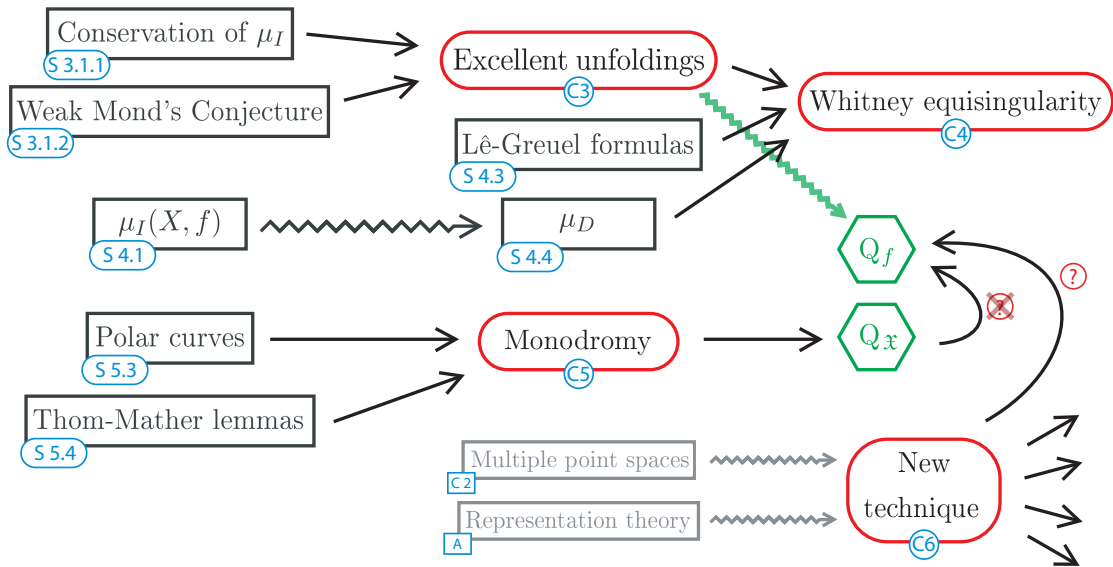 Conservation of μ_I
S 3.1.1
Weak Mond's Conjecture
S 3.1.2
Excellent unfoldings
C3
Whitney equisingularity
C4
Lê-Greuel formulas
S 4.3
μ_I(X, f)
S 4.1
μ_D
S 4.4
Q_f
?
Polar curves
S 5.3
Monodromy
C5
Q_𝔛
?
Thom-Mather lemmas
S 5.4
Multiple point spaces
C 2
Representation theory
A
New
technique
C6